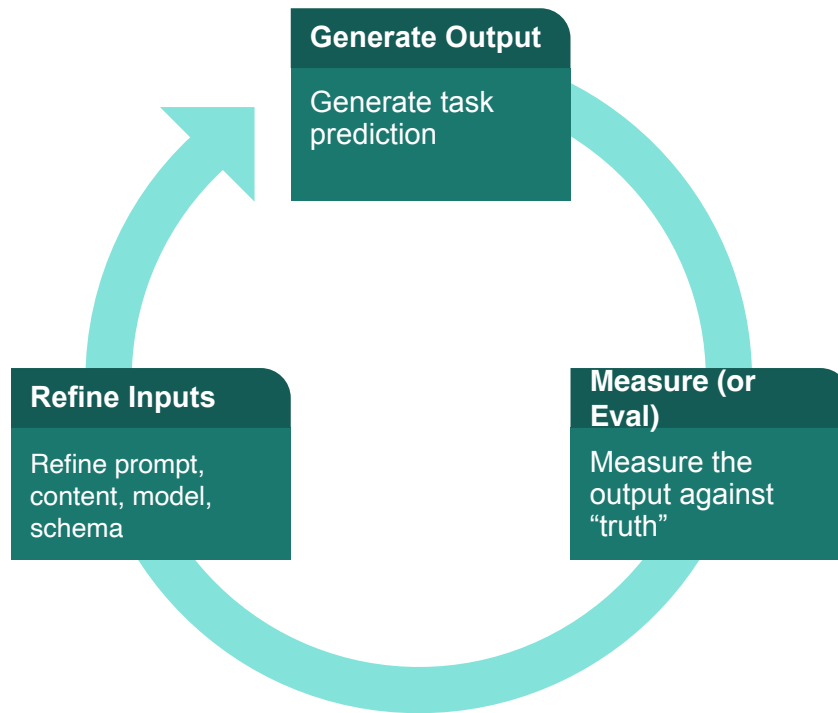 Generate Output
Generate task
prediction
Measure (or
Eval)
Measure the
output against
“truth”
Refine Inputs
Refine prompt,
content, model,
schema